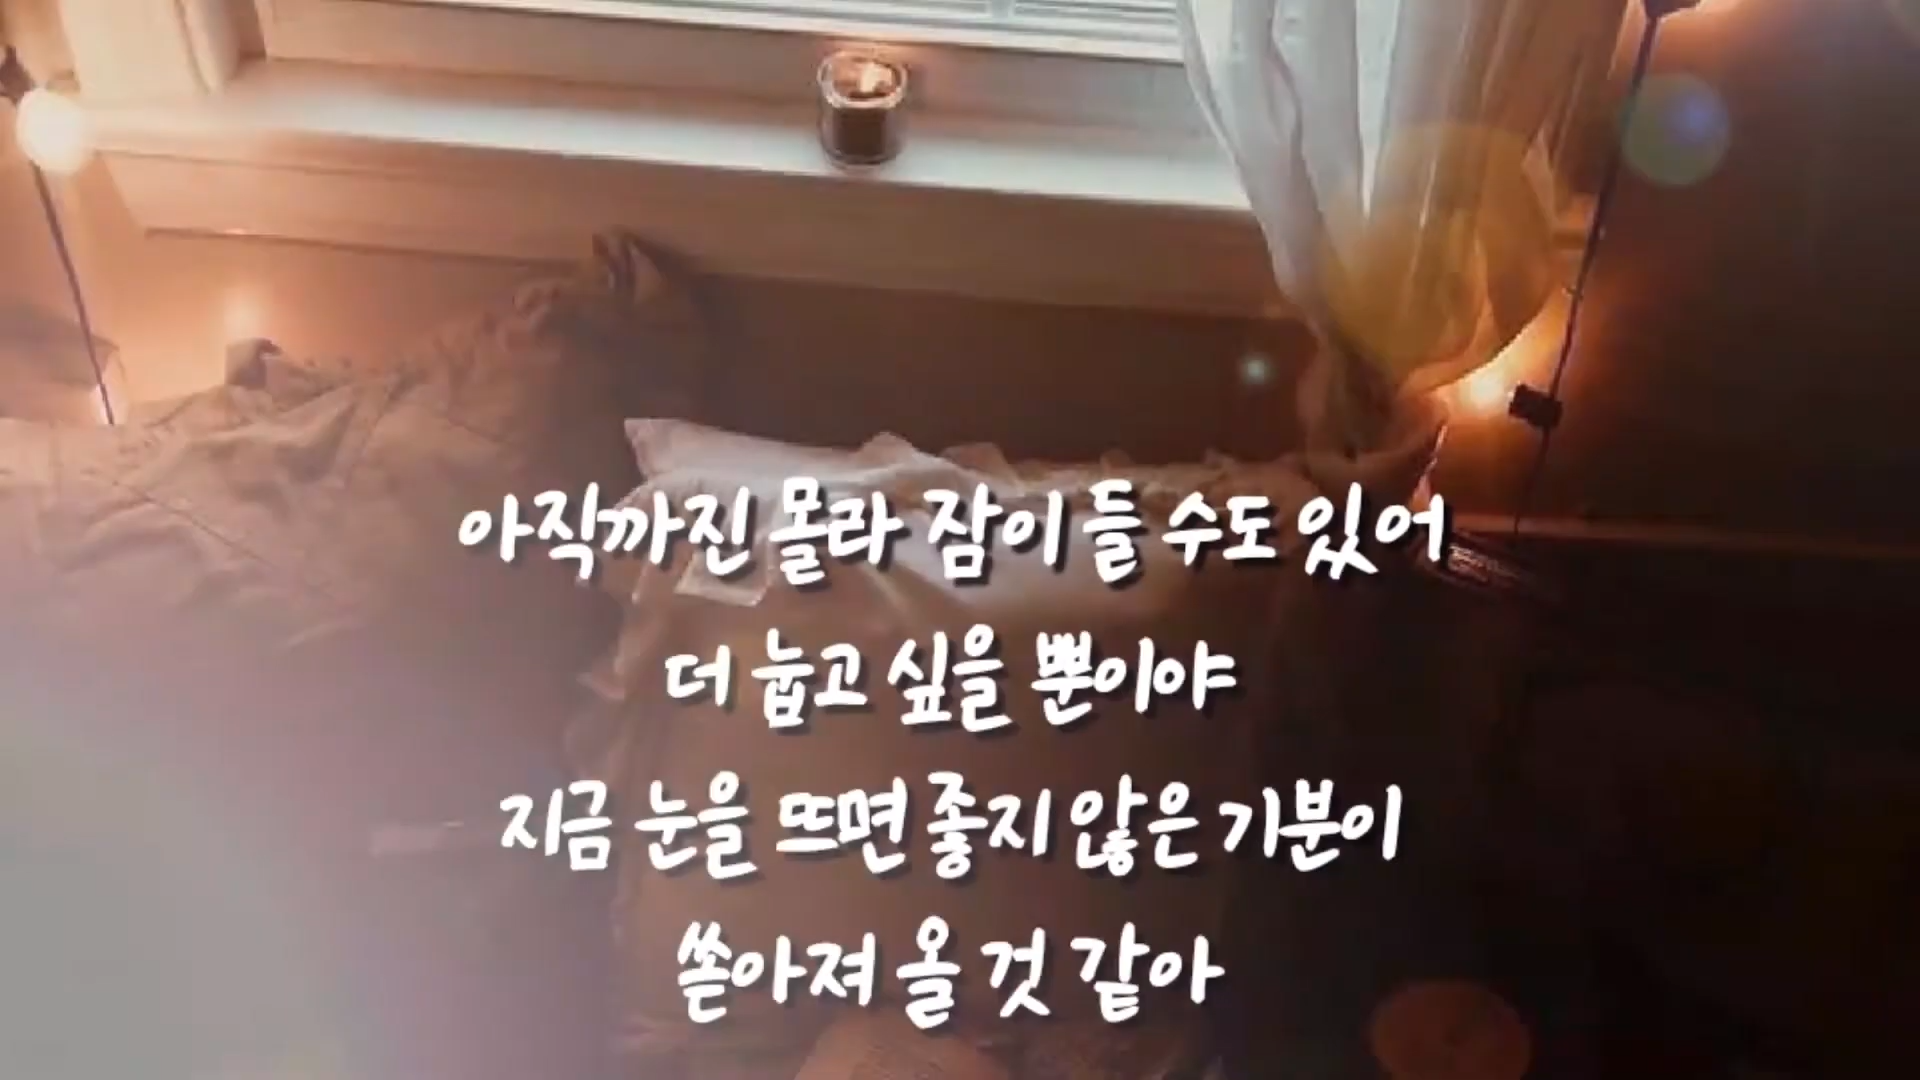 아직까진 몰라 잠이 들 수도 있어
더 눕고 싶을 뿐이야
지금 눈을 뜨면 좋지 않은 기분이
쏟아져 올 것 같아